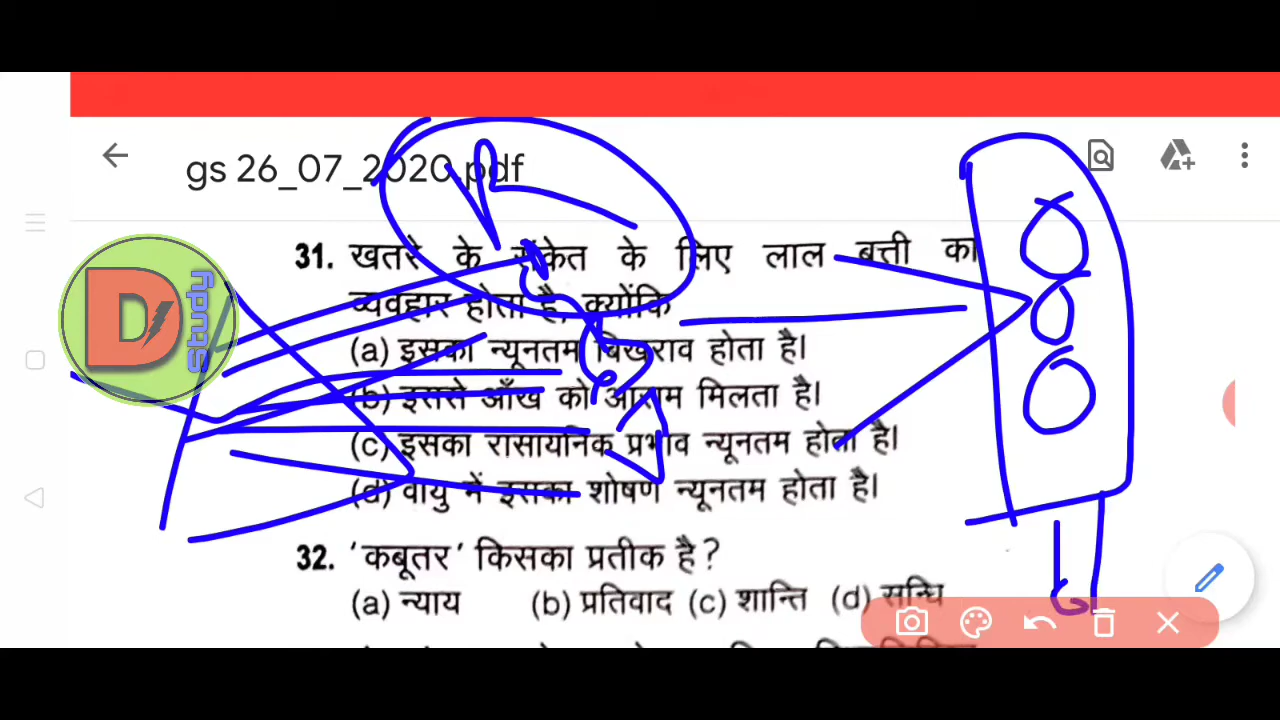 gs 26_07_2020.pdf
31. खतरे के संकेत के लिए लाल बत्ती का
व्यवहार होता है, क्योंकि
(a) इसका न्यूनतम बिखराव होता है।
(b) इससे आँख को आराम मिलता है।
(c) इसका रासायनिक प्रभाव न्यूनतम होता है।
(d) वायु में इसका शोषण न्यूनतम होता है।
32. 'कबूतर' किसका प्रतीक है?
(a) न्याय (b) प्रतिवाद (c) शान्ति (d) सन्धि
D study